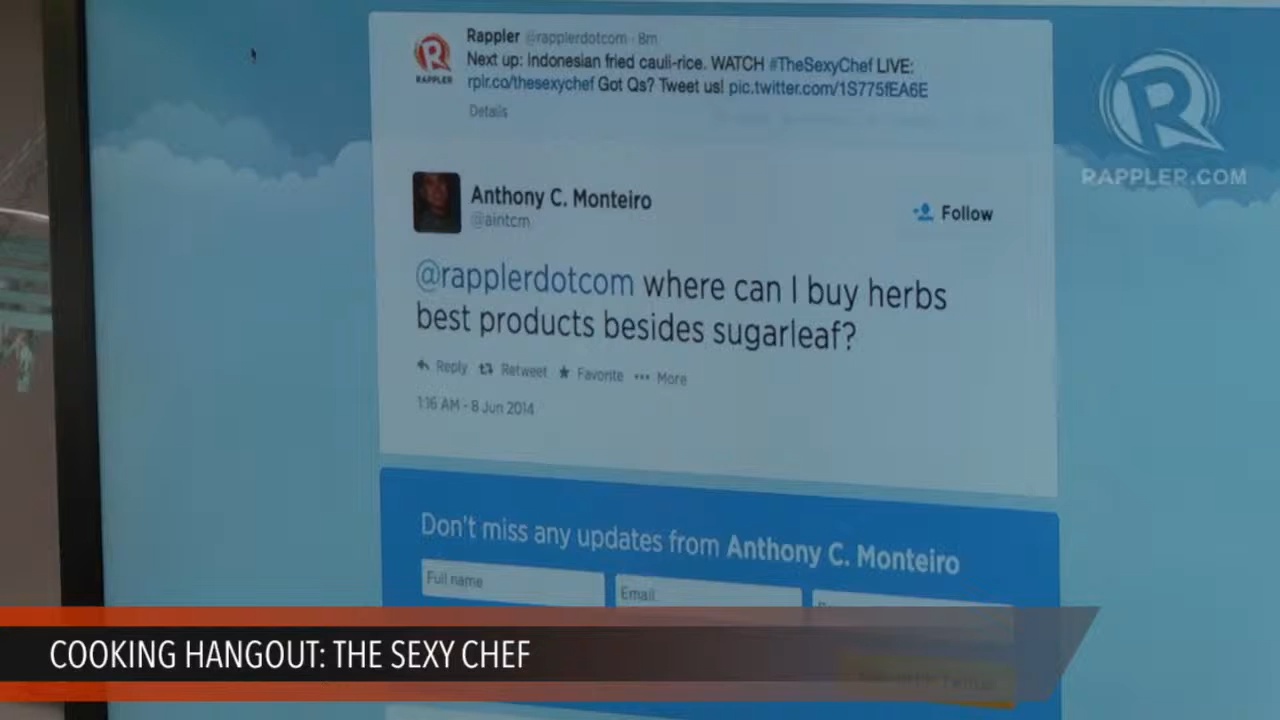 Rappler @rapplerdotcom · 8m
Next up: Indonesian fried cauli-rice. WATCH #TheSexyChef LIVE:
rplr.co/thesexychef Got Qs? Tweet us! pic.twitter.com/1S775fEA6E
RAPPLER
Details
RAPPLER.COM
Anthony C. Monteiro
@aintcm
Follow
@rapplerdotcom where can I buy herbs
best products besides sugarleaf?
Reply Retweet Favorite More
1:16 AM - 8 Jun 2014
Don't miss any updates from Anthony C. Monteiro
Full name
Email
COOKING HANGOUT: THE SEXY CHEF